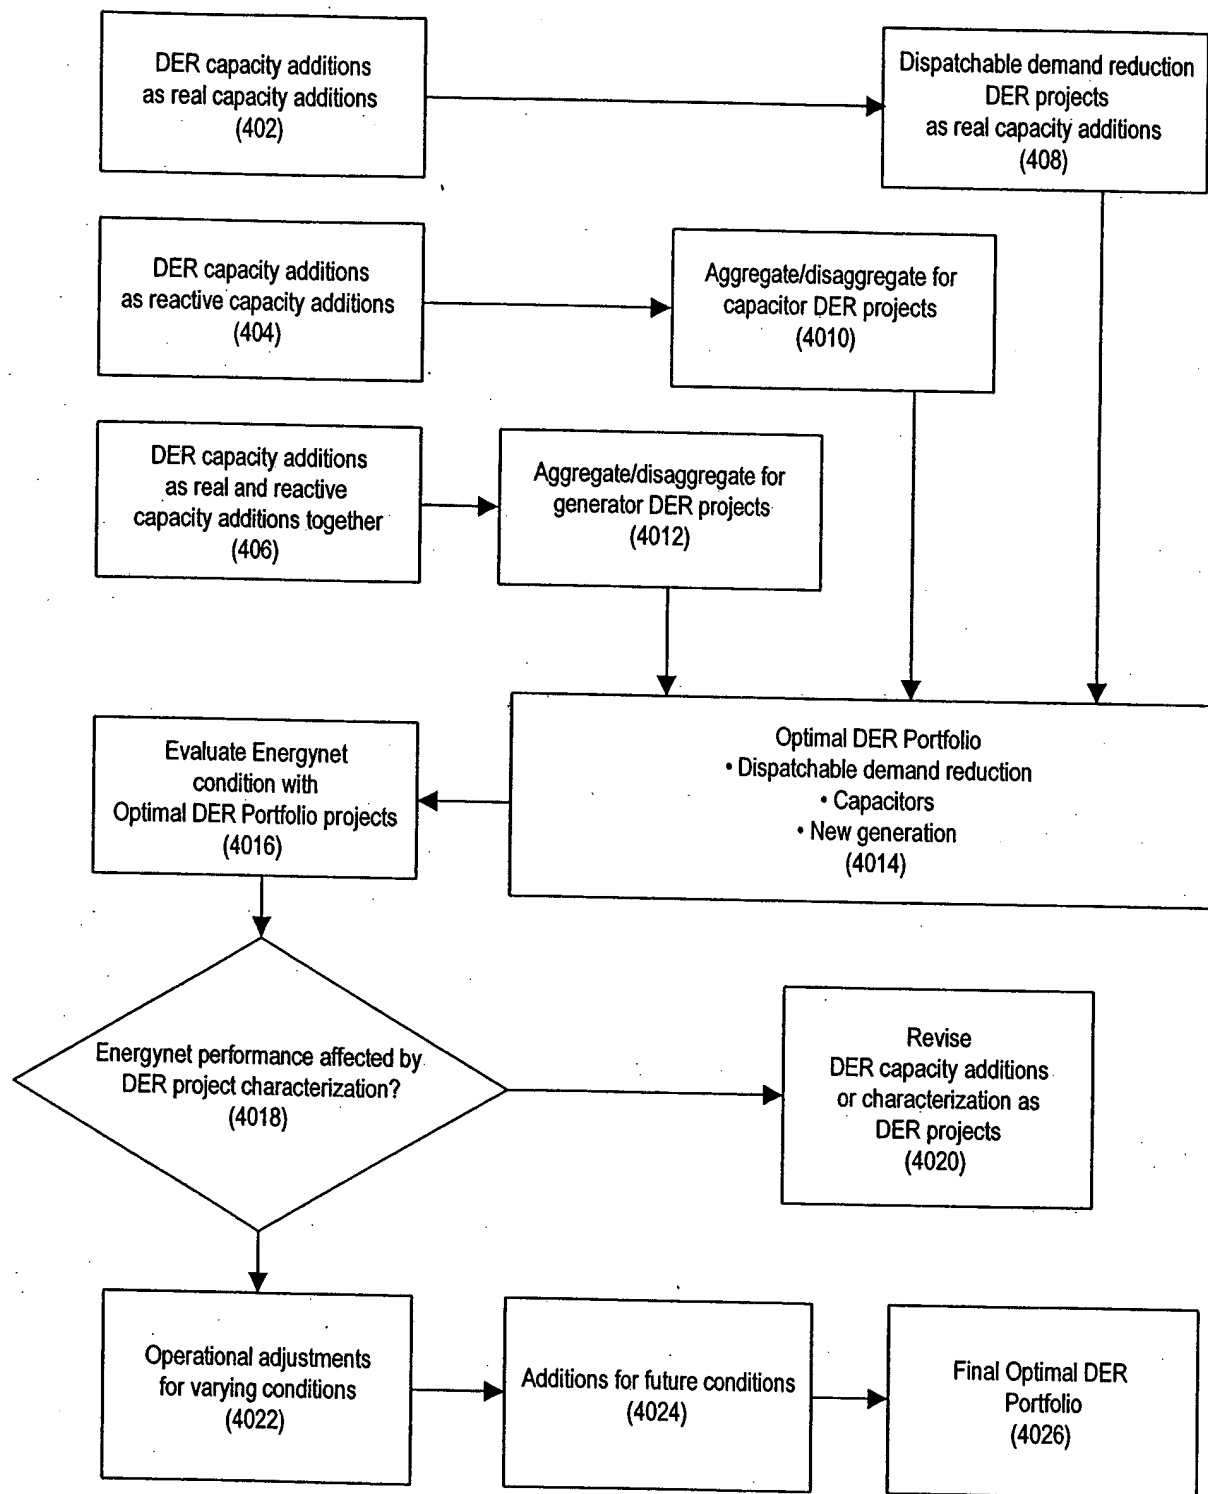 DER capacity additions
as real capacity additions
(402)
Dispatchable demand reduction
DER projects
as real capacity additions
(408)
DER capacity additions
as reactive capacity additions
(404)
Aggregate/disaggregate for
capacitor DER projects
(4010)
DER capacity additions
as real and reactive
capacity additions together
(406)
Aggregate/disaggregate for
generator DER projects
(4012)
Evaluate Energynet
condition with
Optimal DER Portfolio projects
(4016)
Optimal DER Portfolio
• Dispatchable demand reduction
• Capacitors
• New generation
(4014)
Energynet performance affected by
DER project characterization?
(4018)
Revise
DER capacity additions
or characterization as
DER projects
(4020)
Operational adjustments
for varying conditions
(4022)
Additions for future conditions
(4024)
Final Optimal DER
Portfolio
(4026)